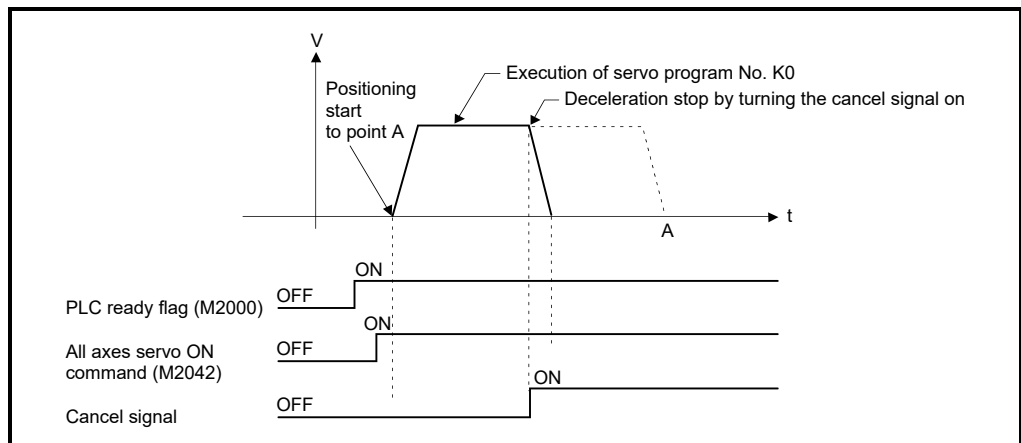 V
Positioning
start
to point A
Execution of servo program No. K0
Deceleration stop by turning the cancel signal on
t
A
ON
OFF
PLC ready flag (M2000)
ON
OFF
All axes servo ON
command (M2042)
ON
OFF
Cancel signal